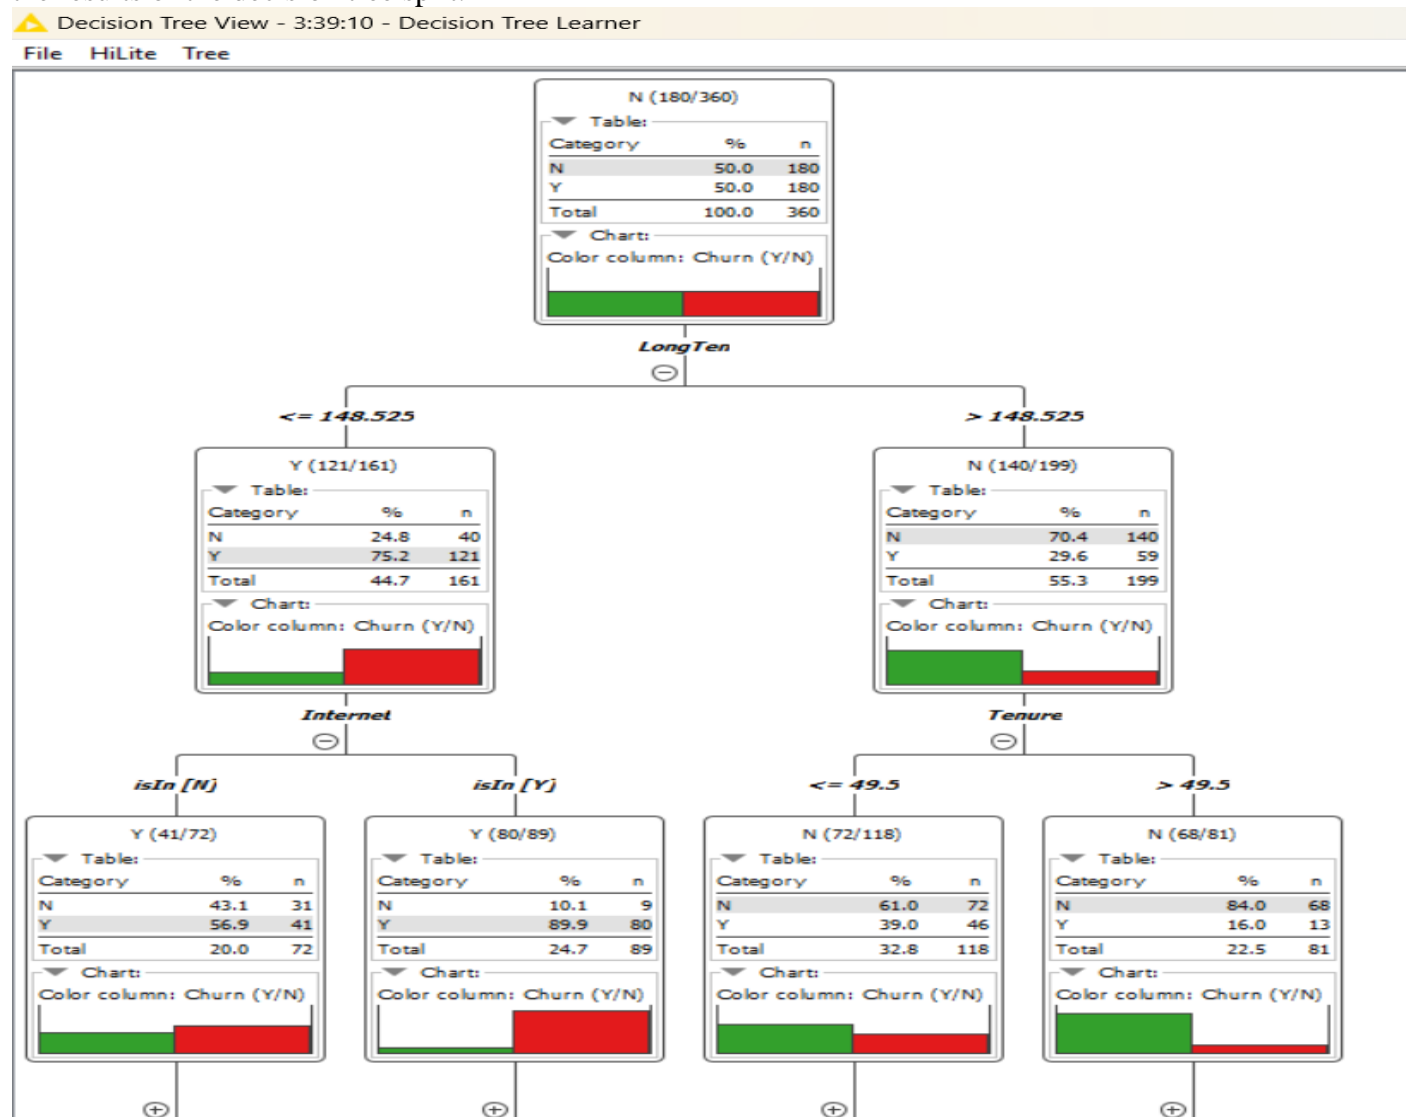 Decision Tree View - 3:39:10 - Decision Tree Learner
File HiLite Tree
N (180/360)
Table:
Category % n
N 50.0 180
Y 50.0 180
Total 100.0 360
Chart:
Color column: Churn (Y/N)
LongTen
<= 148.525
> 148.525
Y (121/161)
Table:
Category % n
N 24.8 40
Y 75.2 121
Total 44.7 161
Chart:
Color column: Churn (Y/N)
N (140/199)
Table:
Category % n
N 70.4 140
Y 29.6 59
Total 55.3 199
Chart:
Color column: Churn (Y/N)
Internet
Tenure
isIn [N]
isIn [Y]
<= 49.5
> 49.5
Y (41/72)
Table:
Category % n
N 43.1 31
Y 56.9 41
Total 20.0 72
Chart:
Color column: Churn (Y/N)
Y (80/89)
Table:
Category % n
N 10.1 9
Y 89.9 80
Total 24.7 89
Chart:
Color column: Churn (Y/N)
N (72/118)
Table:
Category % n
N 61.0 72
Y 39.0 46
Total 32.8 118
Chart:
Color column: Churn (Y/N)
N (68/81)
Table:
Category % n
N 84.0 68
Y 16.0 13
Total 22.5 81
Chart:
Color column: Churn (Y/N)